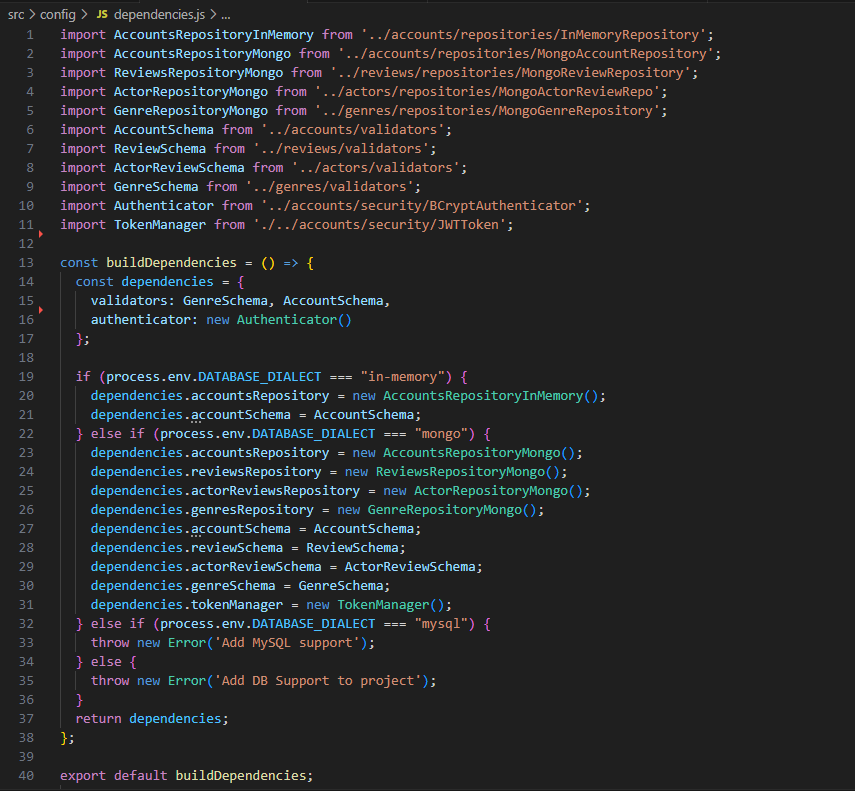 src > config > JS dependencies.js > ...
1 import AccountsRepositoryInMemory from '../accounts/repositories/InMemoryRepository';
2 import AccountsRepositoryMongo from '../accounts/repositories/MongoAccountRepository';
3 import ReviewsRepositoryMongo from '../reviews/repositories/MongoReviewRepository';
4 import ActorRepositoryMongo from '../actors/repositories/MongoActorReviewRepo';
5 import GenreRepositoryMongo from '../genres/repositories/MongoGenreRepository';
6 import AccountSchema from '../accounts/validators';
7 import ReviewSchema from '../reviews/validators';
8 import ActorReviewSchema from '../actors/validators';
9 import GenreSchema from '../genres/validators';
10 import Authenticator from '../accounts/security/BCryptAuthenticator';
11 import TokenManager from './../accounts/security/JWTToken';
12
13 const buildDependencies = () => {
14   const dependencies = {
15     validators: GenreSchema, AccountSchema,
16     authenticator: new Authenticator()
17   };
18
19   if (process.env.DATABASE_DIALECT === "in-memory") {
20     dependencies.accountsRepository = new AccountsRepositoryInMemory();
21     dependencies.accountSchema = AccountSchema;
22   } else if (process.env.DATABASE_DIALECT === "mongo") {
23     dependencies.accountsRepository = new AccountsRepositoryMongo();
24     dependencies.reviewsRepository = new ReviewsRepositoryMongo();
25     dependencies.actorReviewsRepository = new ActorRepositoryMongo();
26     dependencies.genresRepository = new GenreRepositoryMongo();
27     dependencies.accountSchema = AccountSchema;
28     dependencies.reviewSchema = ReviewSchema;
29     dependencies.actorReviewSchema = ActorReviewSchema;
30     dependencies.genreSchema = GenreSchema;
31     dependencies.tokenManager = new TokenManager();
32   } else if (process.env.DATABASE_DIALECT === "mysql") {
33     throw new Error('Add MySQL support');
34   } else {
35     throw new Error('Add DB Support to project');
36   }
37   return dependencies;
38 };
39
40 export default buildDependencies;